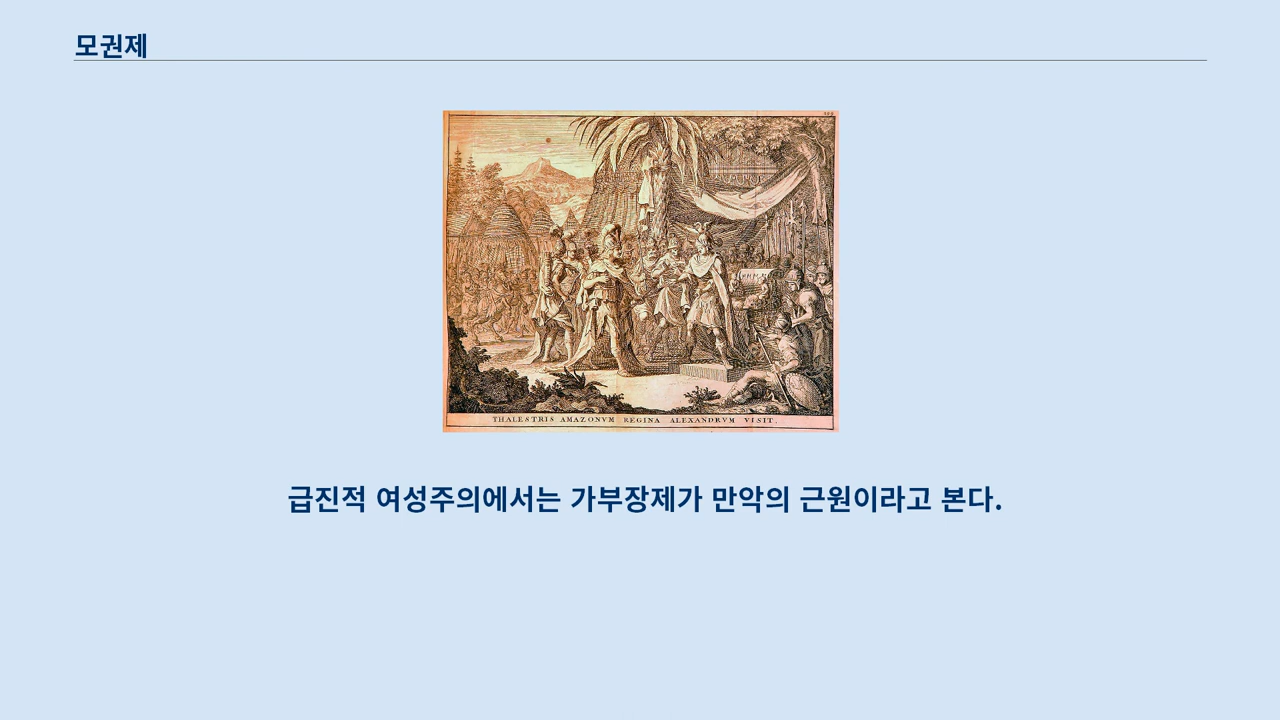 모권제
THALESTRIS AMAZONVM REGINA ALEXANDRVM VISIT.
급진적 여성주의에서는 가부장제가 만악의 근원이라고 본다.